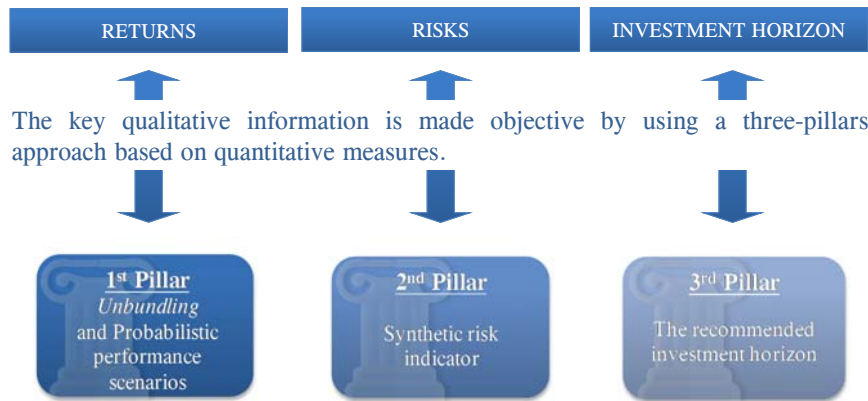 RETURNS
RISKS
INVESTMENT HORIZON
The key qualitative information is made objective by using a three-pillars
approach based on quantitative measures.
1st Pillar
Unbundling
and Probabilistic
performance
scenarios
2nd Pillar
Synthetic risk
indicator
3rd Pillar
The recommended
investment horizon